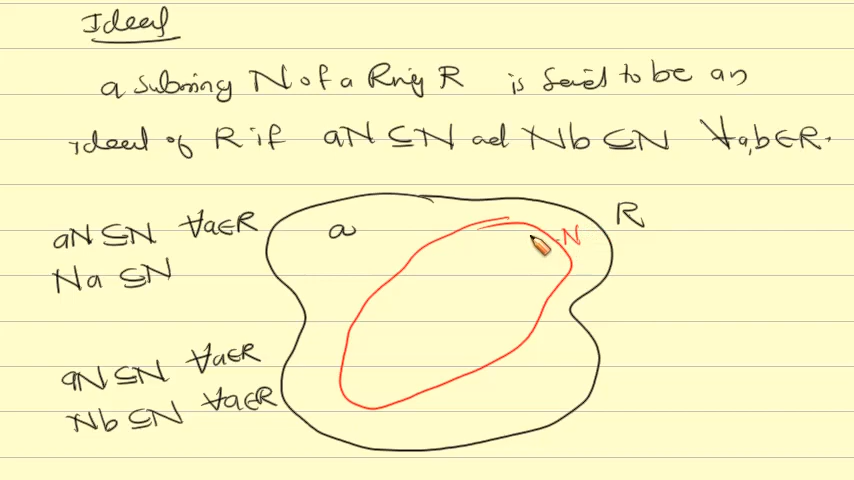 Ideal
a subring N of a Ring R is said to be an
ideal of R if aN ⊆ N and Nb ⊆ N ∀ a,b ∈ R.
aN ⊆ N ∀ a ∈ R
Na ⊆ N
a
N
R
aN ⊆ N ∀ a ∈ R
Nb ⊆ N ∀ a ∈ R